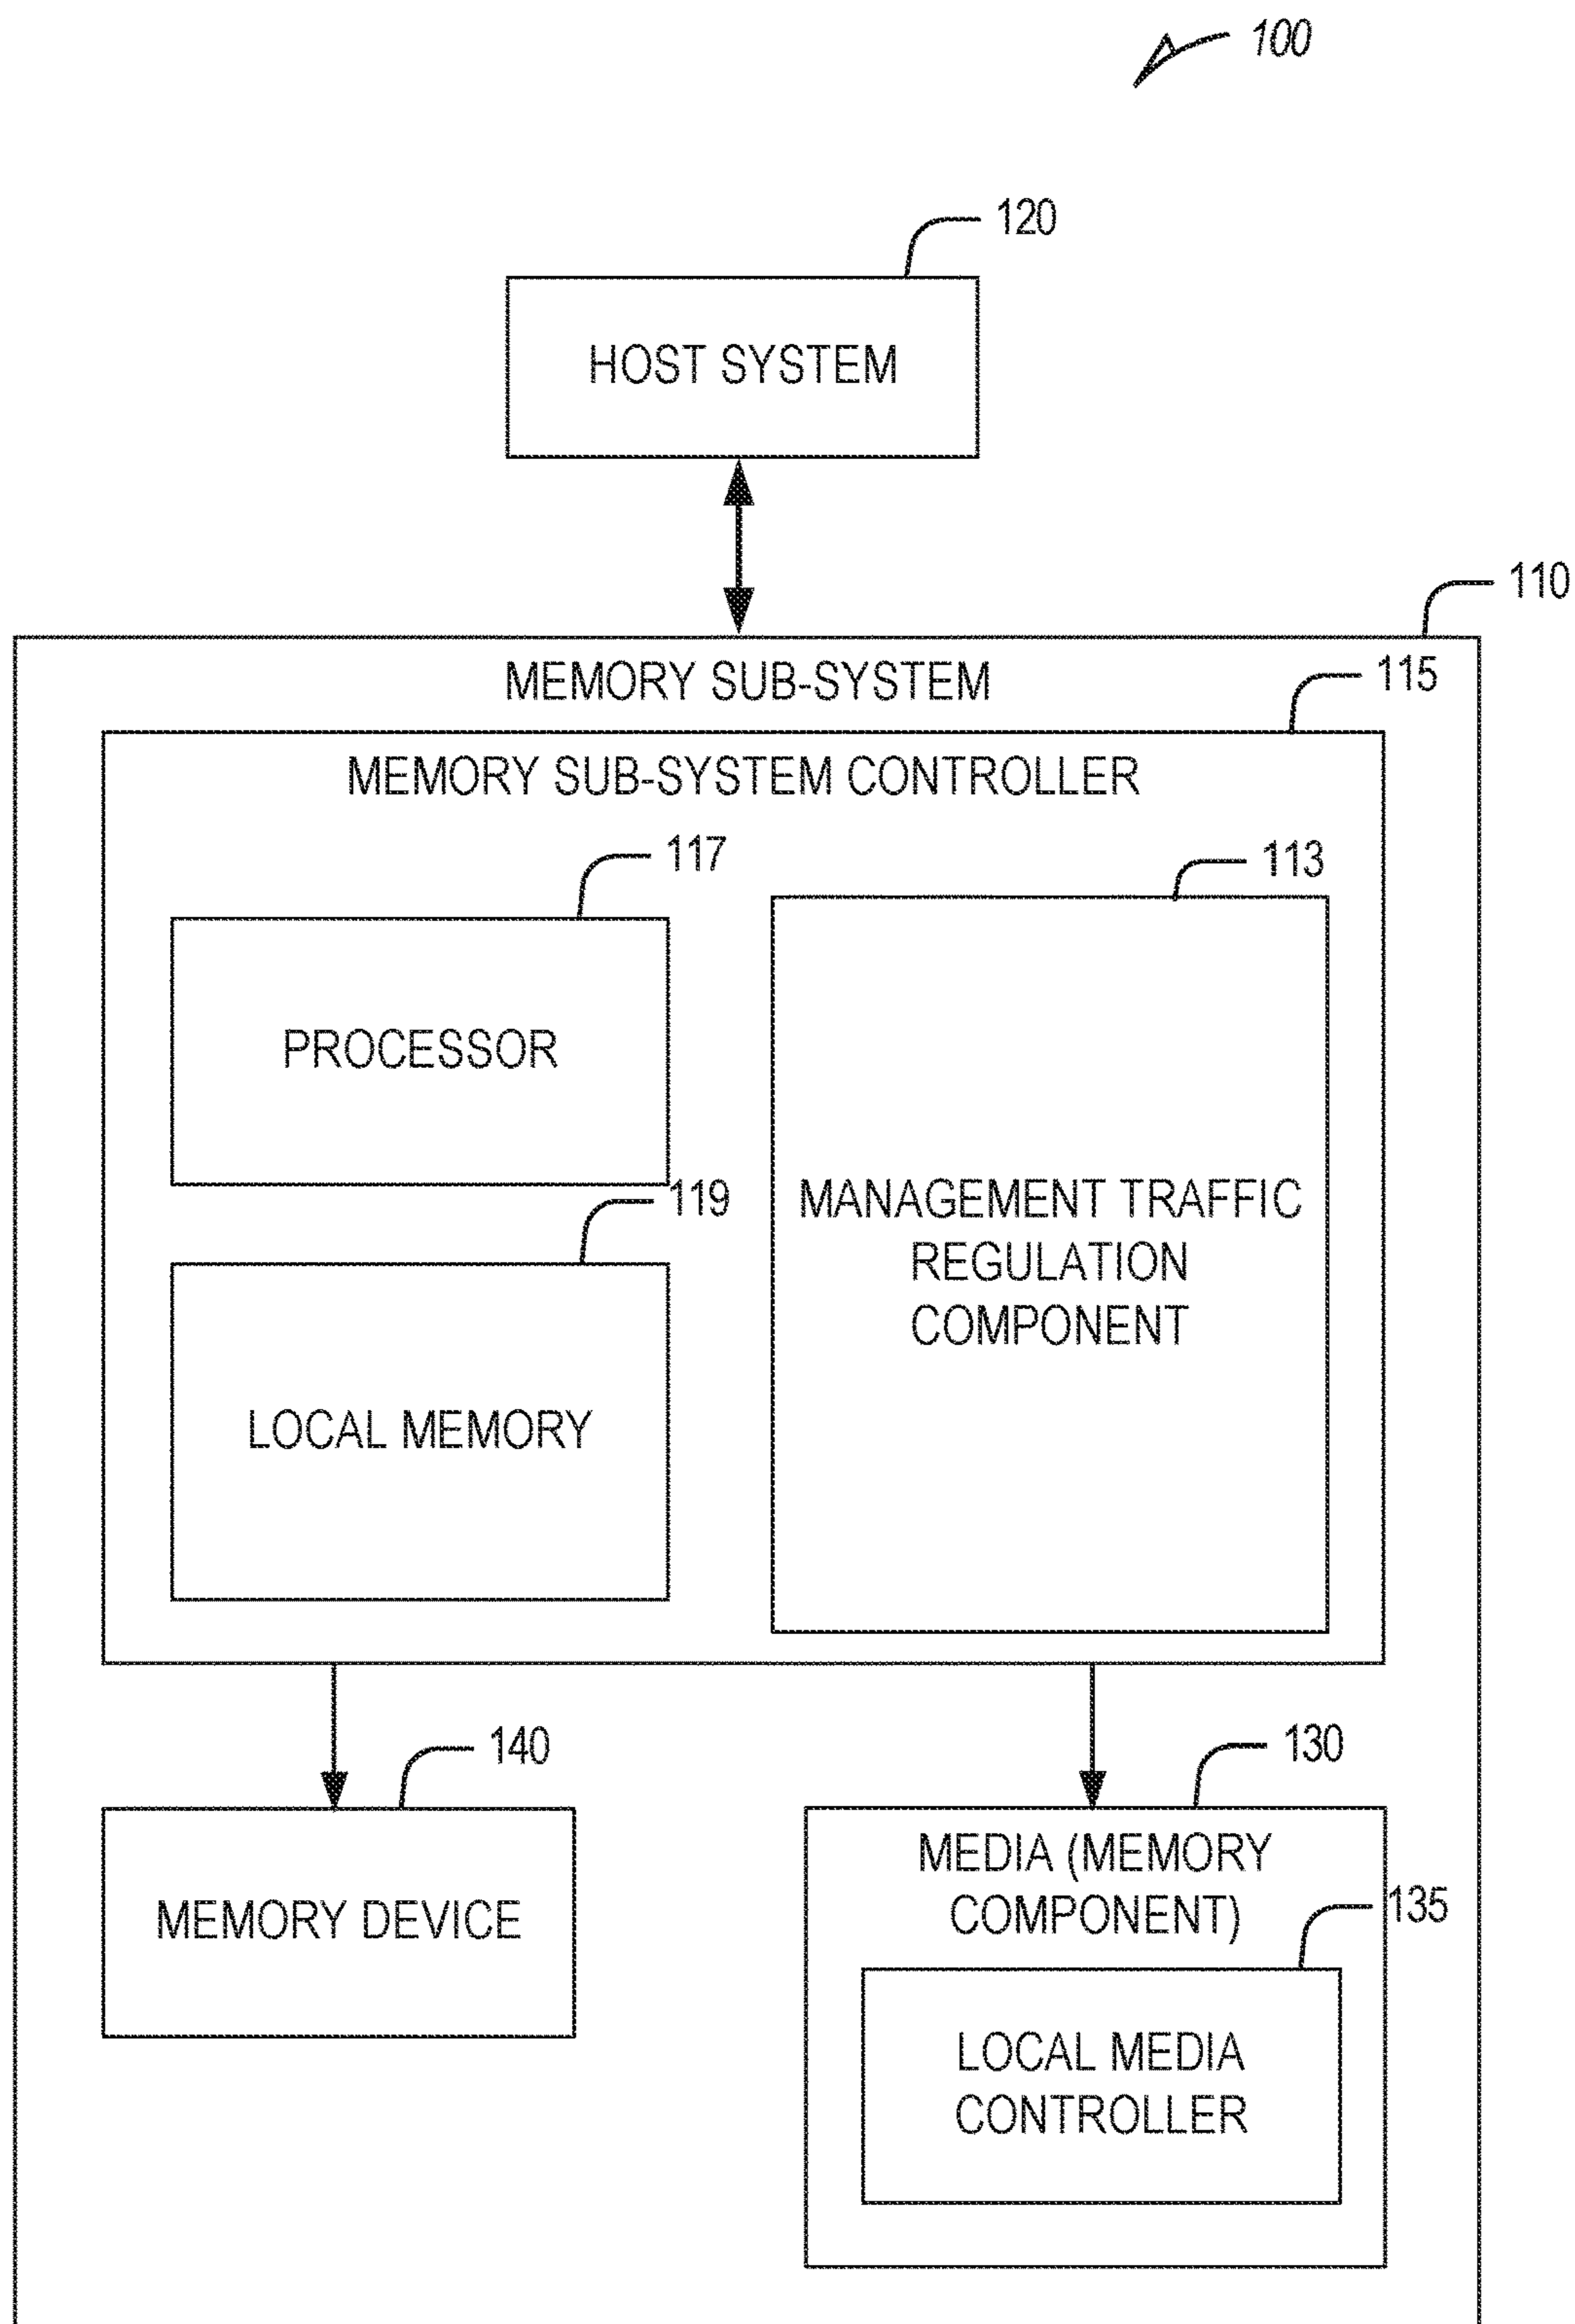 100
120
HOST SYSTEM
110
MEMORY SUB-SYSTEM
115
MEMORY SUB-SYSTEM CONTROLLER
117
113
PROCESSOR
119
MANAGEMENT TRAFFIC
REGULATION
COMPONENT
LOCAL MEMORY
140
130
MEMORY DEVICE
MEDIA (MEMORY
COMPONENT)
135
LOCAL MEDIA
CONTROLLER